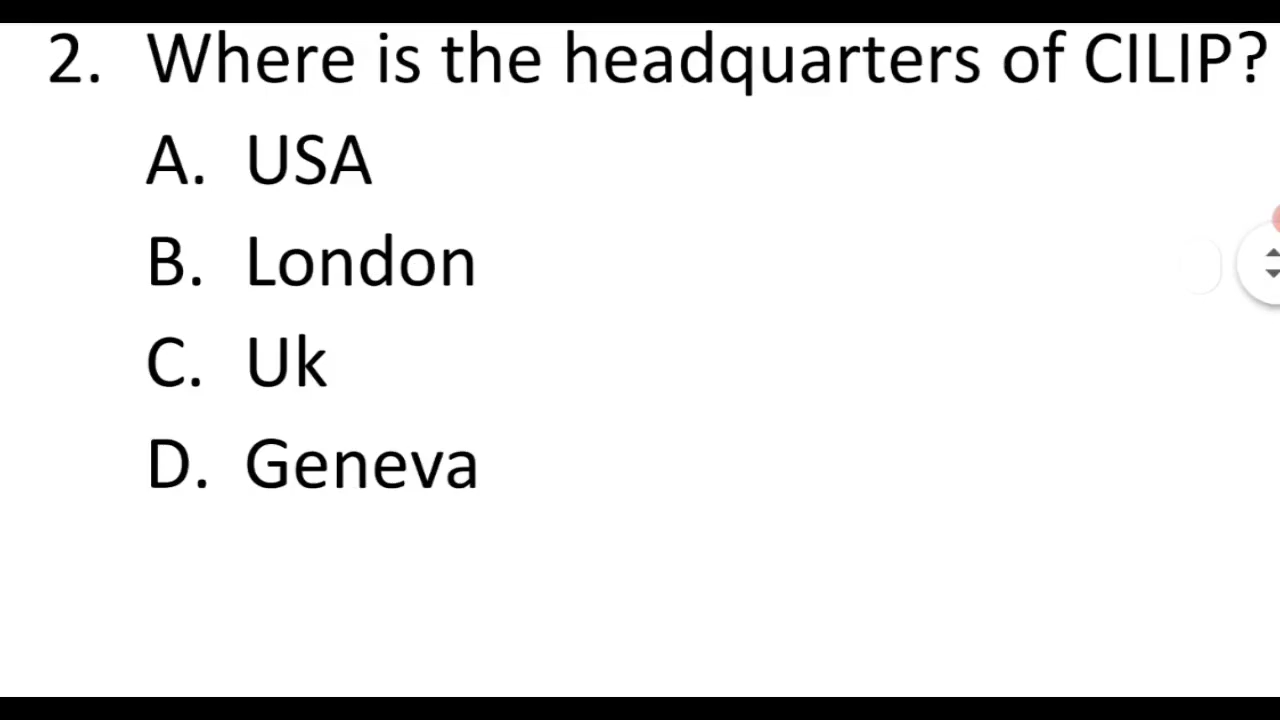 2. Where is the headquarters of CILIP?
A. USA
B. London
C. Uk
D. Geneva